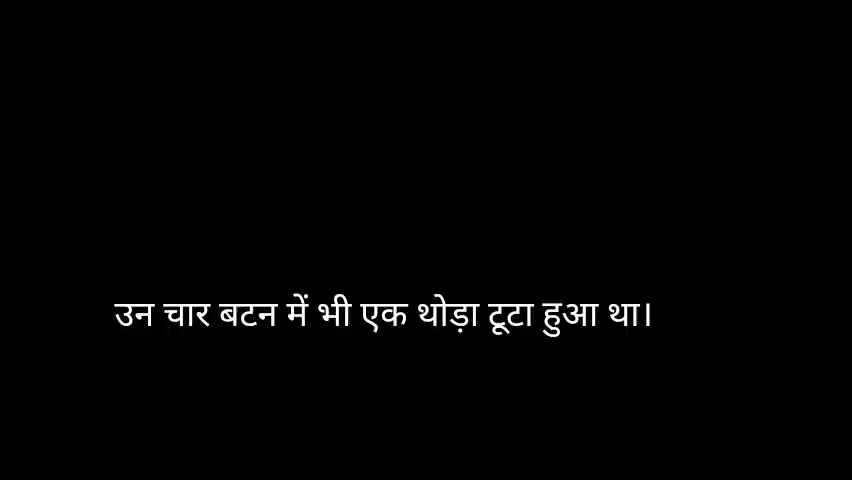 उन चार बटन में भी एक थोड़ा टूटा हुआ था।